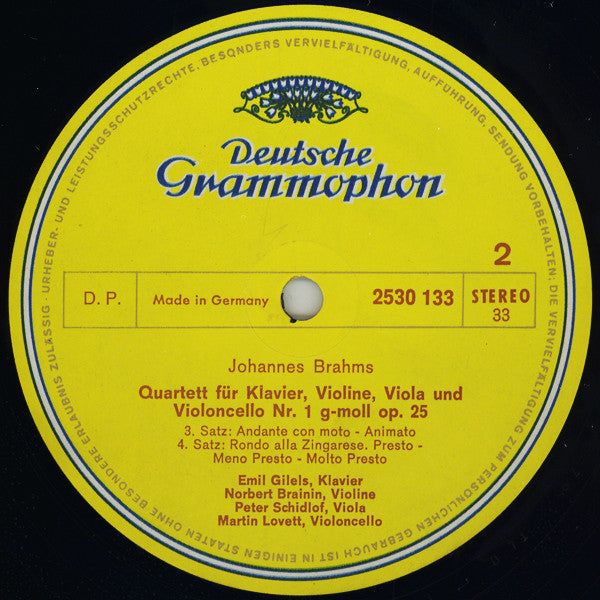 Deutsche
Grammophon
2
D. P.
Made in Germany
2530 133
STEREO
33
Johannes Brahms
Quartett für Klavier, Violine, Viola und
Violoncello Nr. 1 g-moll op. 25
3. Satz: Andante con moto - Animato
4. Satz: Rondo alla Zingarese. Presto -
Meno Presto - Molto Presto
Emil Gilels, Klavier
Norbert Brainin, Violine
Peter Schidlof, Viola
Martin Lovett, Violoncello
URHEBER- UND LEISTUNGSSCHUTZRECHTE, BESONDERS VERVIELFÄLTIGUNG, AUFFÜHRUNG, SENDUNG VORBEHALTEN; DIE VERVIELFÄLTIGUNG ZUM PERSÖNLICHEN GEBRAUCH IST IN EINIGEN STAATEN OHNE BESONDERE ERLAUBNIS ZULÄSSIG ·